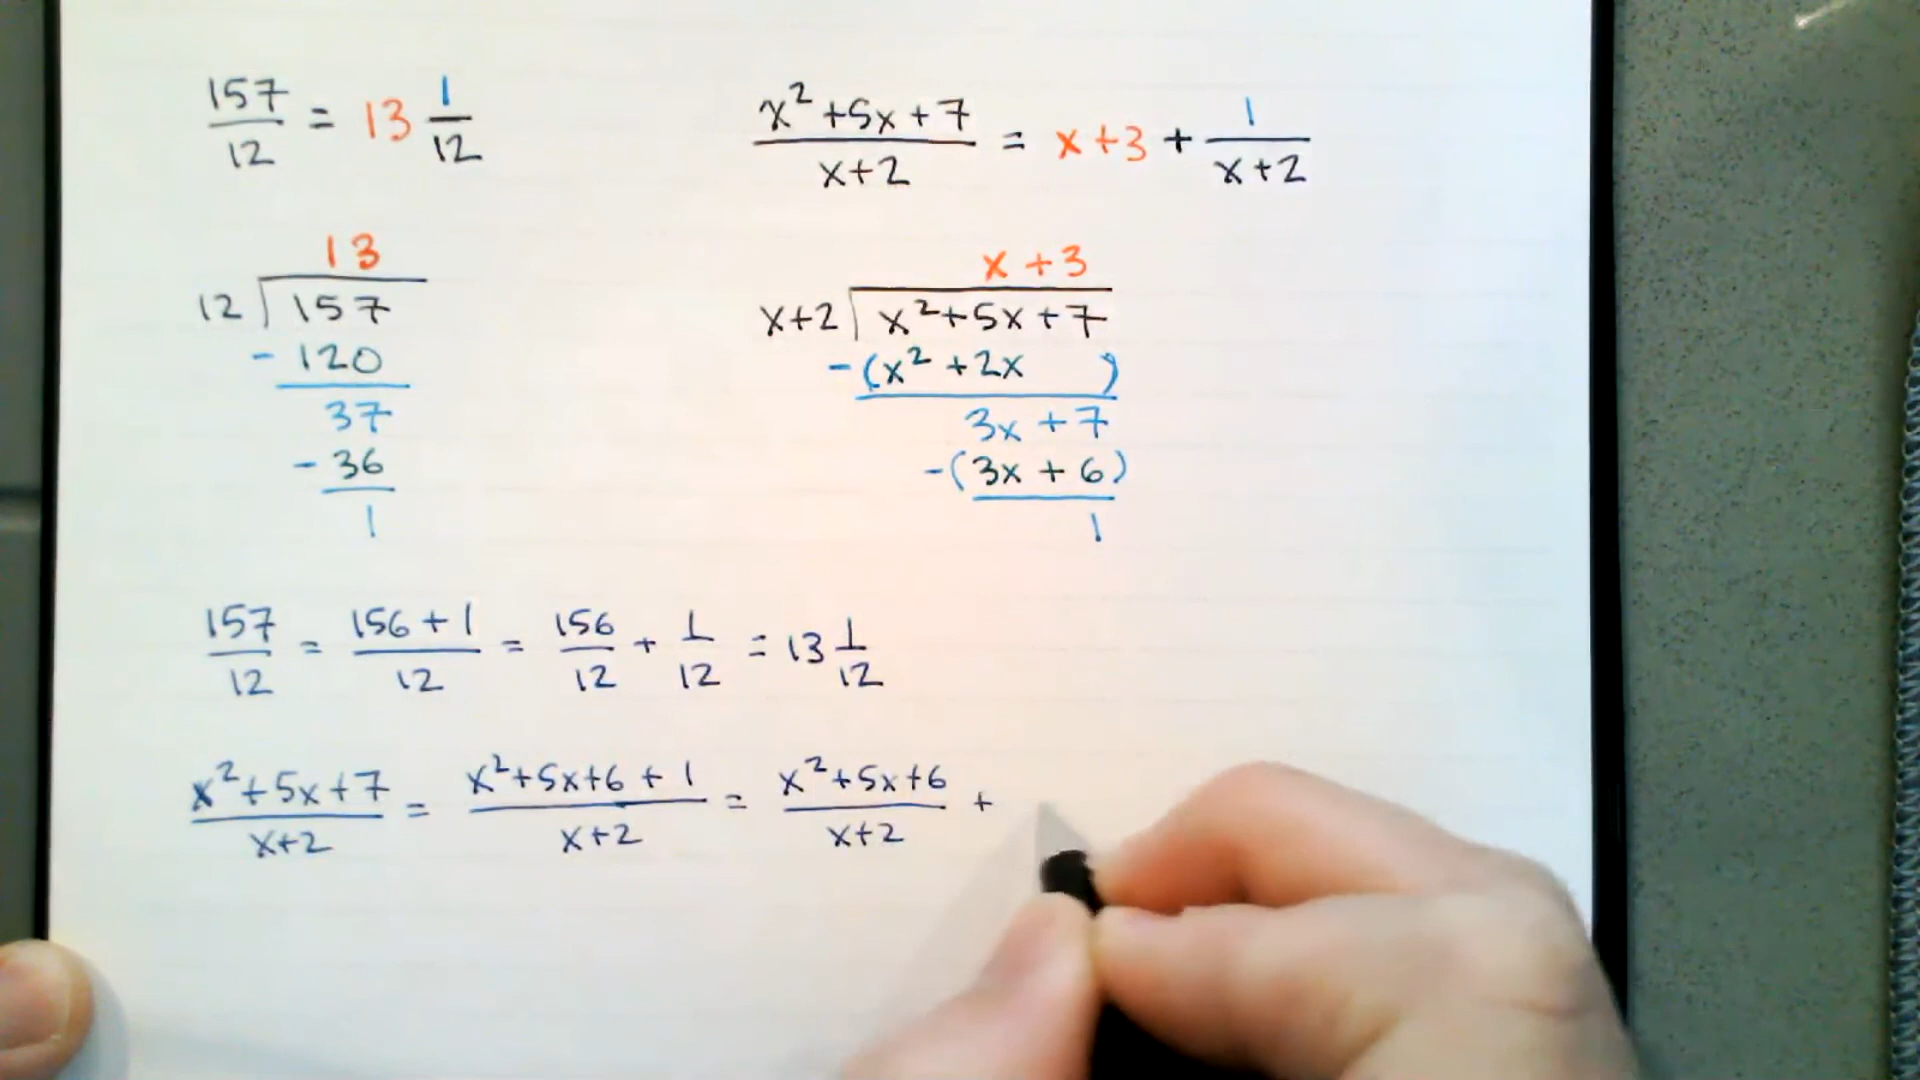 157/12 = 13 1/12
x²+5x+7/x+2 = x+3 + 1/x+2
13
12 157
- 120
37
- 36
1
x+3
x+2 x²+5x+7
-(x²+2x )
3x+7
-(3x+6)
1
157/12 = 156+1/12 = 156/12 + 1/12 = 13 1/12
x²+5x+7/x+2 = x²+5x+6+1/x+2 = x²+5x+6/x+2 +